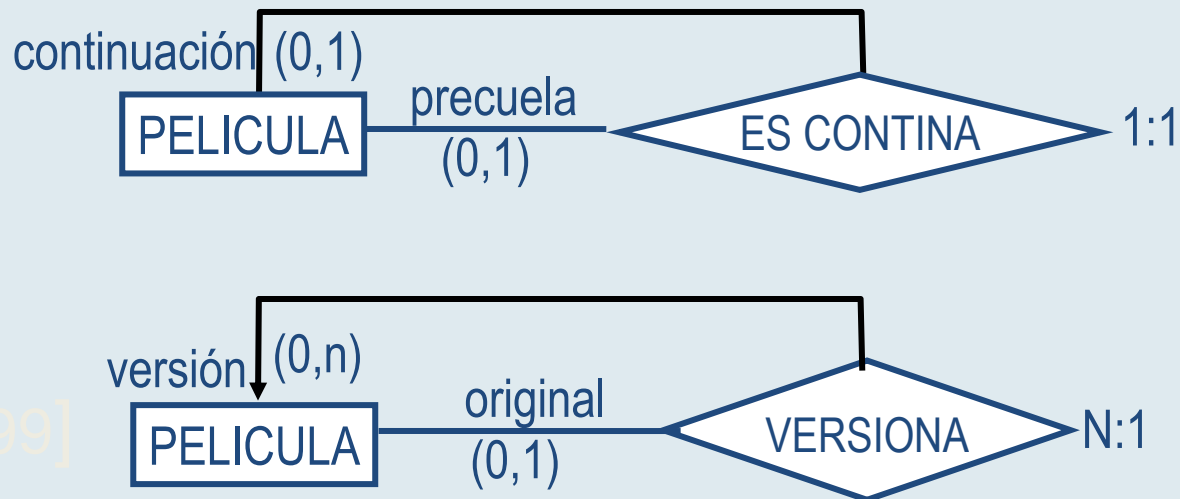 continuación (0,1)
precuela
PELICULA
(0,1)
ES CONTINA
1:1
versión (0,n)
original
PELICULA
(0,1)
VERSIONA
N:1
99]